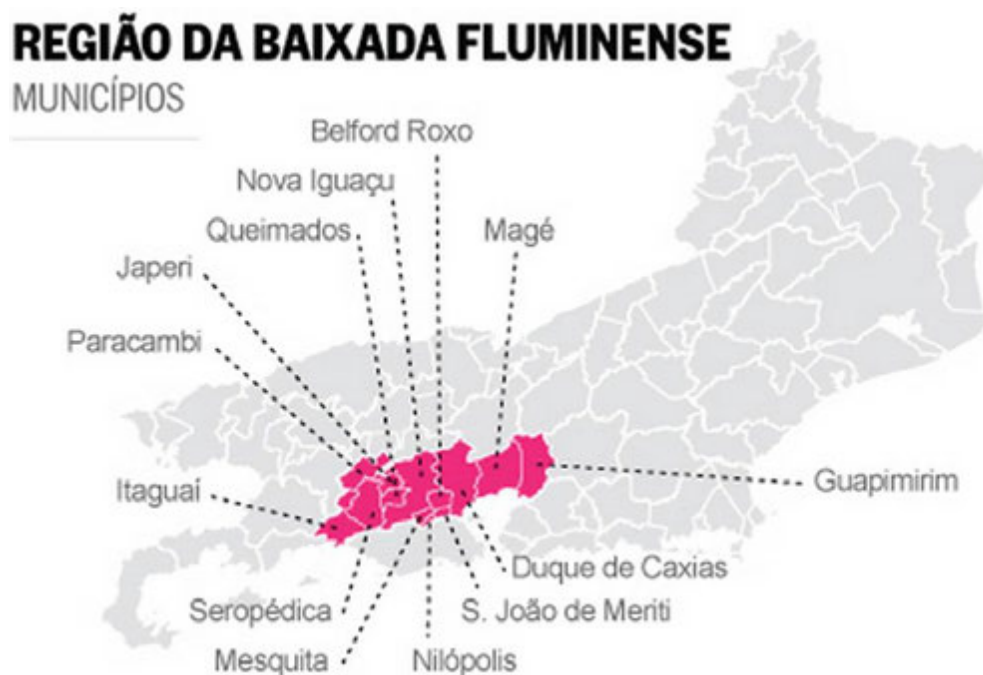 REGIÃO DA BAIXADA FLUMINENSE
MUNICÍPIOS
Belford Roxo
Nova Iguaçu
Queimados
Magé
Japeri
Paracambi
Itaguaí
Guapimirim
Duque de Caxias
Seropédica
S. João de Meriti
Mesquita
Nilópolis